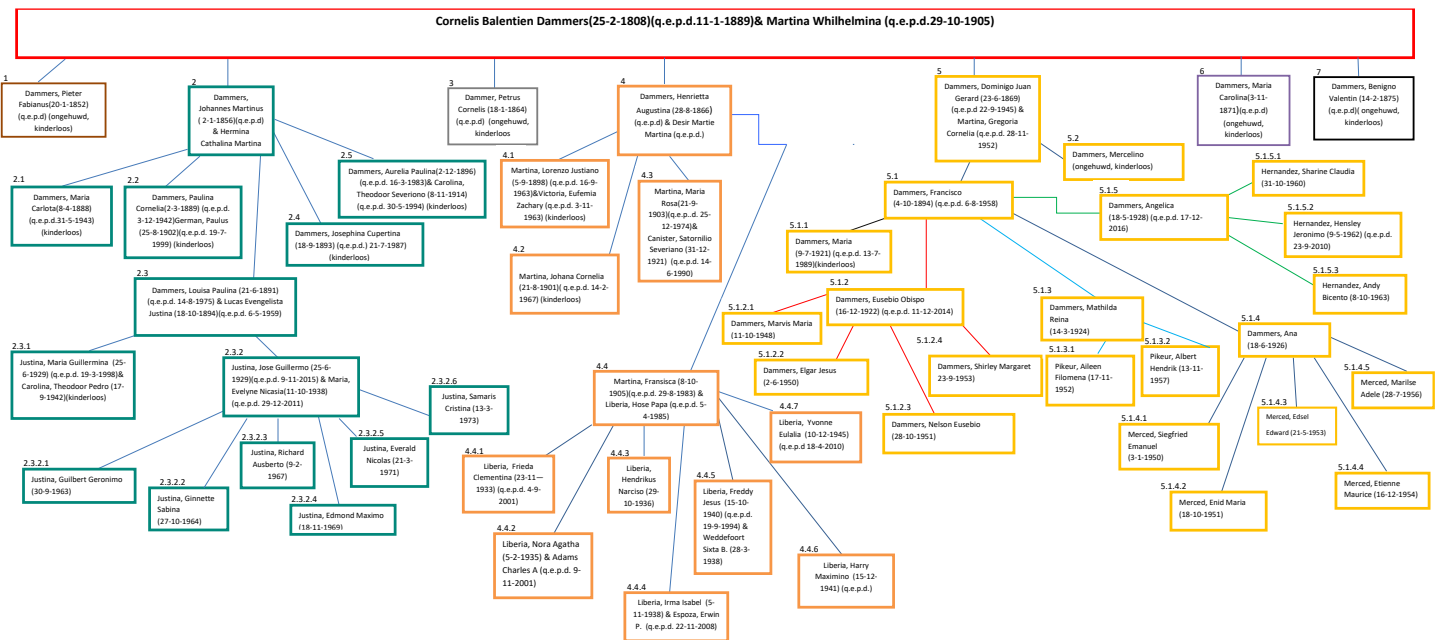 Cornelis Balentien Dammers(25-2-1808)(q.e.p.d.11-1-1889)& Martina Whilhelmina (q.e.p.d.29-10-1905)
1
Dammers, Pieter
Fabianus(20-1-1852)
(q.e.p.d) (ongehuwd,
kinderloos)
2
Dammers,
Johannes Martinus
( 2-1-1856)(q.e.p.d)
& Hermina
Cathalina Martina
3
Dammer, Petrus
Cornelis (18-1-1864)
(q.e.p.d) (ongehuwd,
kinderloos
4
Dammers, Henrietta
Augustina (28-8-1866)
(q.e.p.d) & Desir Martie
Martina (q.e.p.d.)
5
Dammers, Dominigo Juan
Gerard (23-6-1869)
(q.e.p.d 22-9-1945) &
Martina, Gregoria
Cornelia (q.e.p.d. 28-11-
1952)
6
Dammers, Maria
Carolina(3-11-
1871)(q.e.p.d)
(ongehuwd,
kinderloos)
7
Dammers, Benigno
Valentin (14-2-1875)
(q.e.p.d)( ongehuwd,
kinderloos)
2.1
Dammers, Maria
Carlota(8-4-1888)
(q.e.p.d.31-5-1943)
(kinderloos)
2.2
Dammers, Paulina
Cornelia(2-3-1889) (q.e.p.d.
3-12-1942)German, Paulus
(25-8-1902)(q.e.p.d. 19-7-
1999) (kinderloos)
2.5
Dammers, Aurelia Paulina(2-12-1896)
(q.e.p.d. 16-3-1983)& Carolina,
Theodoor Severiono (8-11-1914)
(q.e.p.d. 30-5-1994) (kinderloos)
2.4
Dammers, Josephina Cupertina
(18-9-1893) (q.e.p.d.) 21-7-1987)
(kinderloos)
2.3
Dammers, Louisa Paulina (21-6-1891)
(q.e.p.d. 14-8-1975) & Lucas Evengelista
Justina (18-10-1894)(q.e.p.d. 6-5-1959)
2.3.1
Justina, Maria Guillermina (25-
6-1929) (q.e.p.d. 19-3-1998)&
Carolina, Theodoor Pedro (17-
9-1942)(kinderloos)
2.3.2
Justina, Jose Guillermo (25-6-
1929)(q.e.p.d. 9-11-2015) & Maria,
Evelyne Nicasia(11-10-1938)
(q.e.p.d. 29-12-2011)
2.3.2.6
Justina, Samaris
Cristina (13-3-
1973)
2.3.2.1
Justina, Guilbert Geronimo
(30-9-1963)
2.3.2.2
Justina, Ginnette
Sabina
(27-10-1964)
2.3.2.3
Justina, Richard
Ausberto (9-2-
1967)
2.3.2.4
Justina, Edmond Maximo
(18-11-1969)
2.3.2.5
Justina, Everald
Nicolas (21-3-
1971)
4.1
Martina, Lorenzo Justiano
(5-9-1898) (q.e.p.d. 16-9-
1963)&Victoria, Eufemia
Zachary (q.e.p.d. 3-11-
1963) (kinderloos)
4.2
Martina, Johana Cornelia
(21-8-1901)( q.e.p.d. 14-2-
1967) (kinderloos)
4.3
Martina, Maria
Rosa(21-9-
1903)(q.e.p.d.. 25-
12-1974)&
Canister, Satornilio
Severiano (31-12-
1921) (q.e.p.d. 14-
6-1990)
4.4
Martina, Fransisca (8-10-
1905)(q.e.p.d. 29-8-1983) &
Liberia, Hose Papa (q.e.p.d. 5-
4-1985)
4.4.1
Liberia, Frieda
Clementina (23-11—
1933) (q.e.p.d. 4-9-
2001)
4.4.2
Liberia, Nora Agatha
(5-2-1935) & Adams
Charles A (q.e.p.d. 9-
11-2001)
4.4.3
Liberia,
Hendrikus
Narciso (29-
10-1936)
4.4.4
Liberia, Irma Isabel (5-
11-1938) & Espoza, Erwin
P. (q.e.p.d. 22-11-2008)
4.4.5
Liberia, Freddy
Jesus (15-10-
1940) (q.e.p.d.
19-9-1994) &
Weddefoort
Sixta B. (28-3-
1938)
4.4.6
Liberia, Harry
Maximino (15-12-
1941) (q.e.p.d.)
4.4.7
Liberia, Yvonne
Eulalia (10-12-1945)
(q.e.p.d 18-4-2010)
5.2
Dammers, Mercelino
(ongehuwd, kinderloos)
5.1
Dammers, Francisco
(4-10-1894) (q.e.p.d. 6-8-1958)
5.1.1
Dammers, Maria
(9-7-1921) (q.e.p.d. 13-7-
1989)(kinderloos)
5.1.2
Dammers, Eusebio Obispo
(16-12-1922) (q.e.p.d. 11-12-2014)
5.1.2.1
Dammers, Marvis Maria
(11-10-1948)
5.1.2.2
Dammers, Elgar Jesus
(2-6-1950)
5.1.2.3
Dammers, Nelson Eusebio
(28-10-1951)
5.1.2.4
Dammers, Shirley Margaret
23-9-1953)
5.1.3
Dammers, Mathilda
Reina
(14-3-1924)
5.1.3.1
Pikeur, Aileen
Filomena (17-11-
1952)
5.1.3.2
Pikeur, Albert
Hendrik (13-11-
1957)
5.1.4
Dammers, Ana
(18-6-1926)
5.1.4.1
Merced, Siegfried
Emanuel
(3-1-1950)
5.1.4.2
Merced, Enid Maria
(18-10-1951)
5.1.4.3
Merced, Edsel
Edward (21-5-1953)
5.1.4.4
Merced, Etienne
Maurice (16-12-1954)
5.1.4.5
Merced, Marilse
Adele (28-7-1956)
5.1.5
Dammers, Angelica
(18-5-1928) (q.e.p.d. 17-12-
2016)
5.1.5.1
Hernandez, Sharine Claudia
(31-10-1960)
5.1.5.2
Hernandez, Hensley
Jeronimo (9-5-1962) (q.e.p.d.
23-9-2010)
5.1.5.3
Hernandez, Andy
Bicento (8-10-1963)